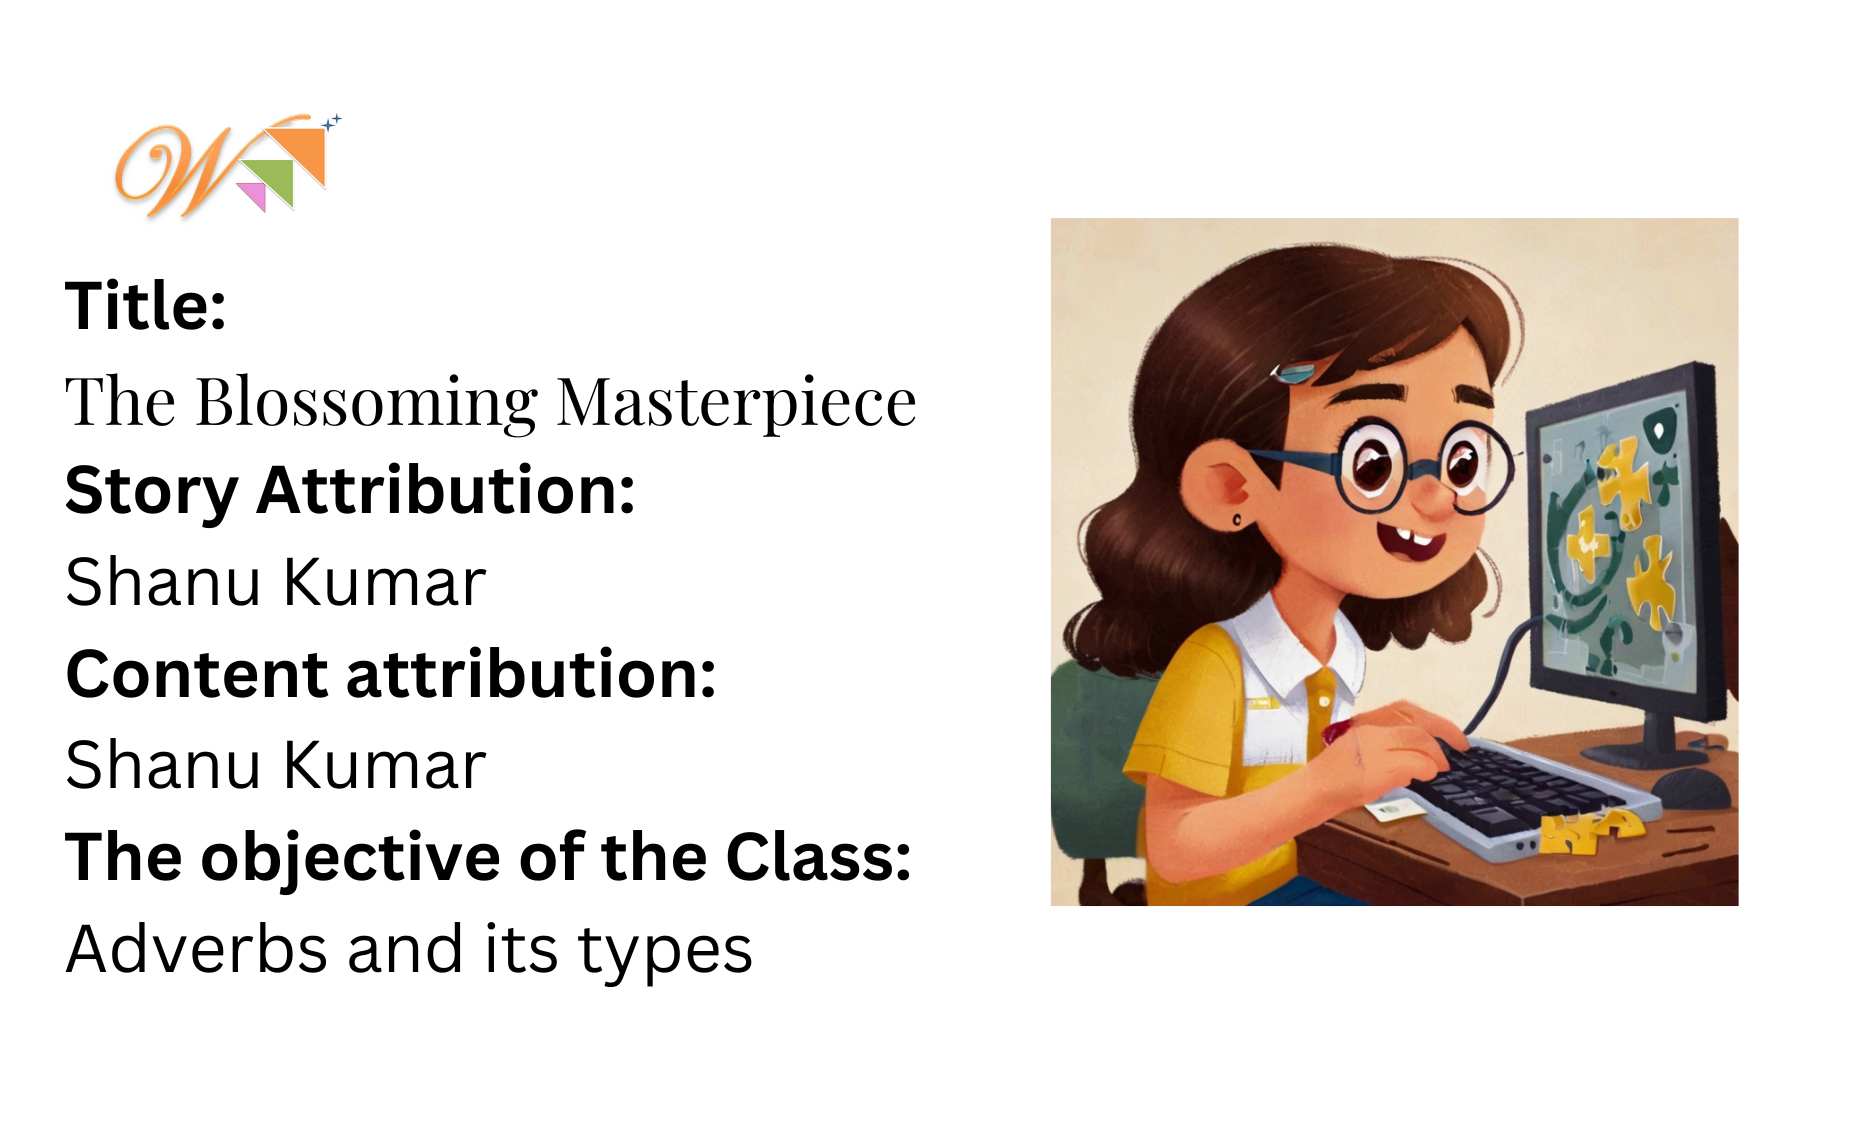 W
Title:
The Blossoming Masterpiece
Story Attribution:
Shanu Kumar
Content attribution:
Shanu Kumar
The objective of the Class:
Adverbs and its types